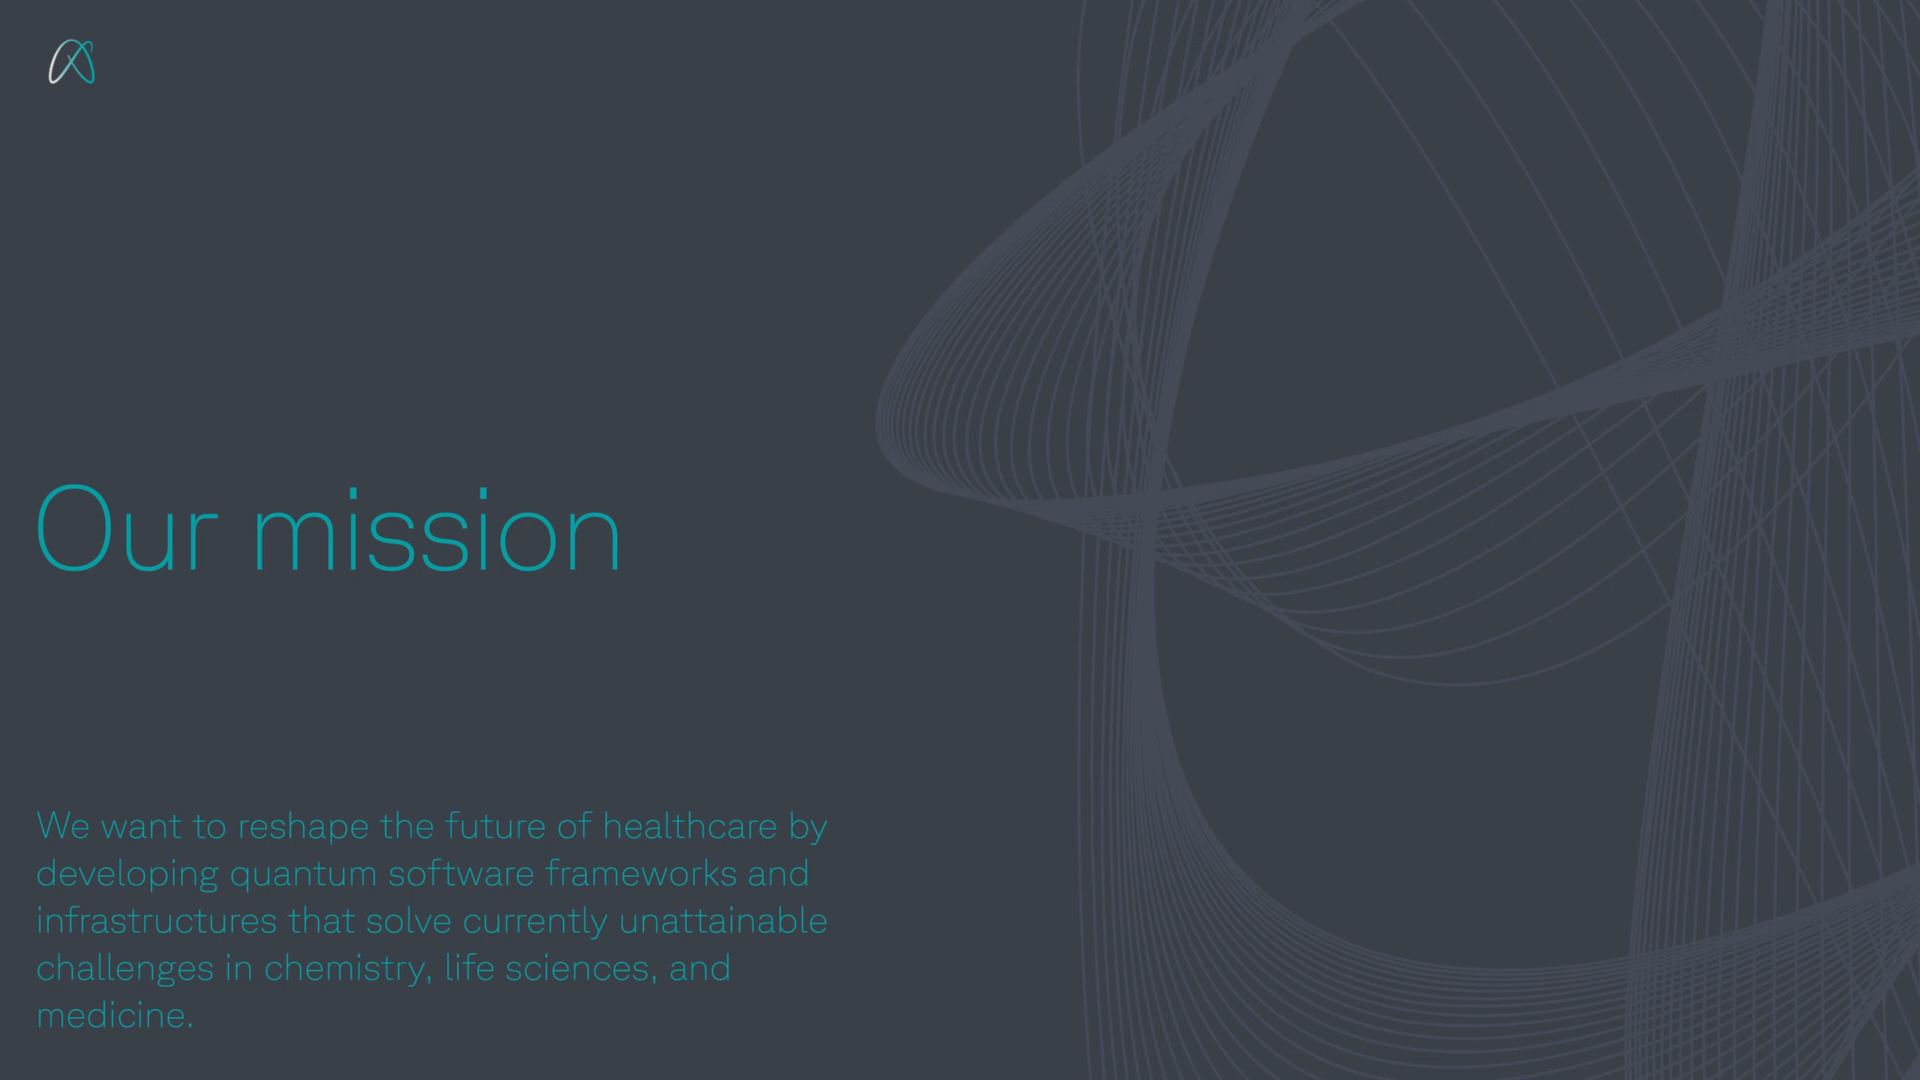 Our mission
We want to reshape the future of healthcare by
developing quantum software frameworks and
infrastructures that solve currently unattainable
challenges in chemistry, life sciences, and
medicine.